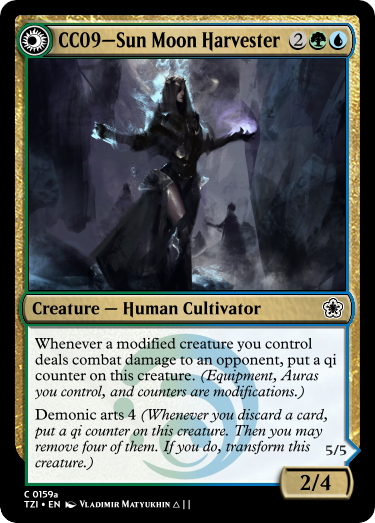 CC09—Sun Moon Harvester 2
Creature — Human Cultivator
Whenever a modified creature you control
deals combat damage to an opponent, put a qi
counter on this creature. (Equipment, Auras
you control, and counters are modifications.)
Demonic arts 4 (Whenever you discard a card,
put a qi counter on this creature. Then you may
remove four of them. If you do, transform this
creature.)
5/5
2/4
C 0159a
TZI • EN Vladimir Matyukhin △ ||